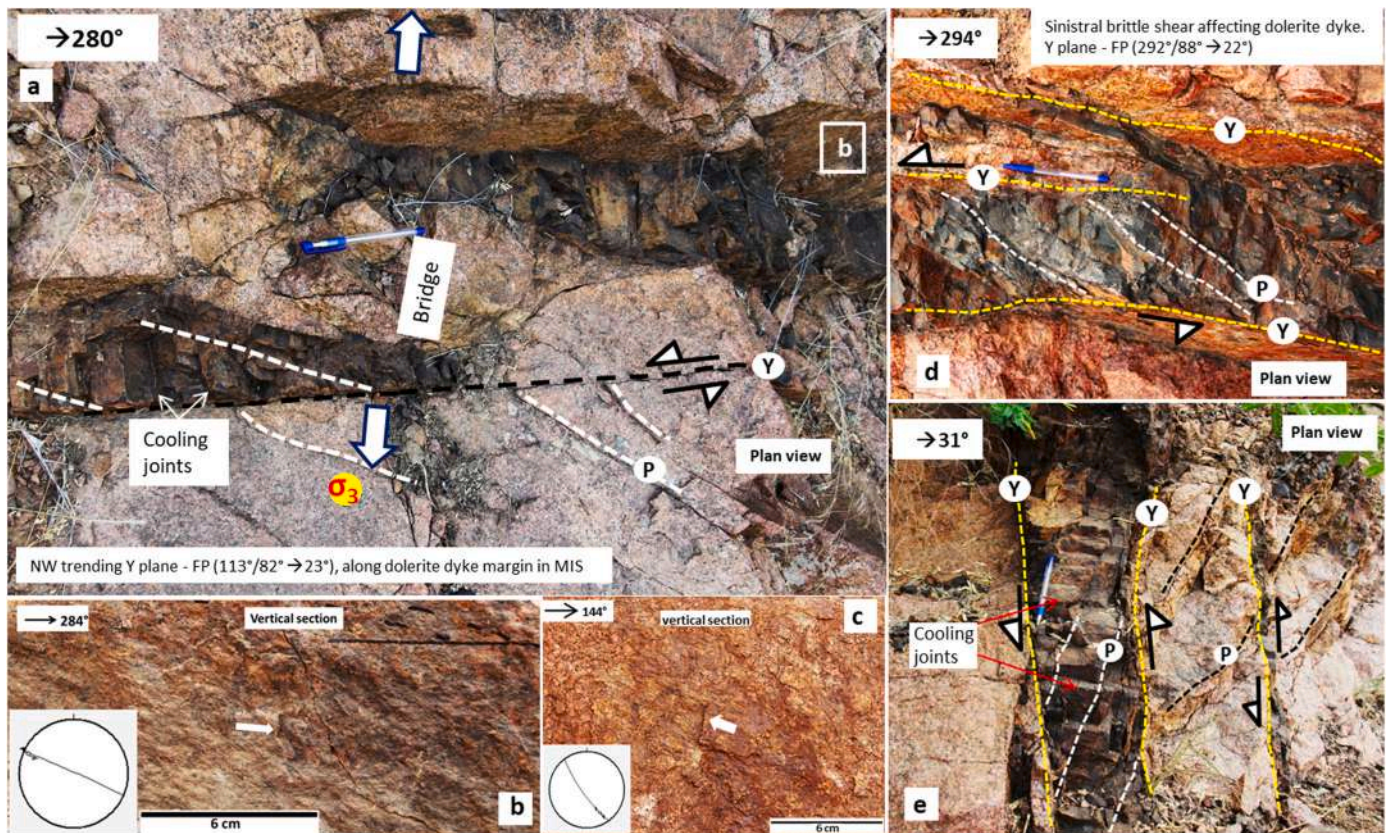 →280°
a
b
Bridge
Y
Cooling
joints
P
Plan view
σ3
NW trending Y plane - FP (113°/82° →23°), along dolerite dyke margin in MIS
→ 284°
Vertical section
6 cm
b
→144°
vertical section
c
6 cm
→294°
Sinistral brittle shear affecting dolerite dyke.
Y plane - FP (292°/88° →22°)
Y
Y
P
Y
d
Plan view
→31°
Plan view
Y
Y
Y
Cooling
joints
P
P
e